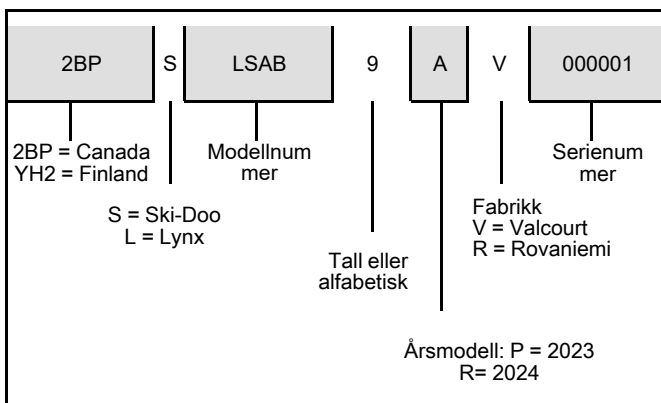 2BP S LSAB 9 A V 000001
2BP = Canada
YH2 = Finland
Modellnum
mer
Serienum
mer
S = Ski-Doo
L = Lynx
Fabrikk
V = Valcourt
R = Rovaniemi
Tall eller
alfabetisk
Årsmodell: P = 2023
R= 2024